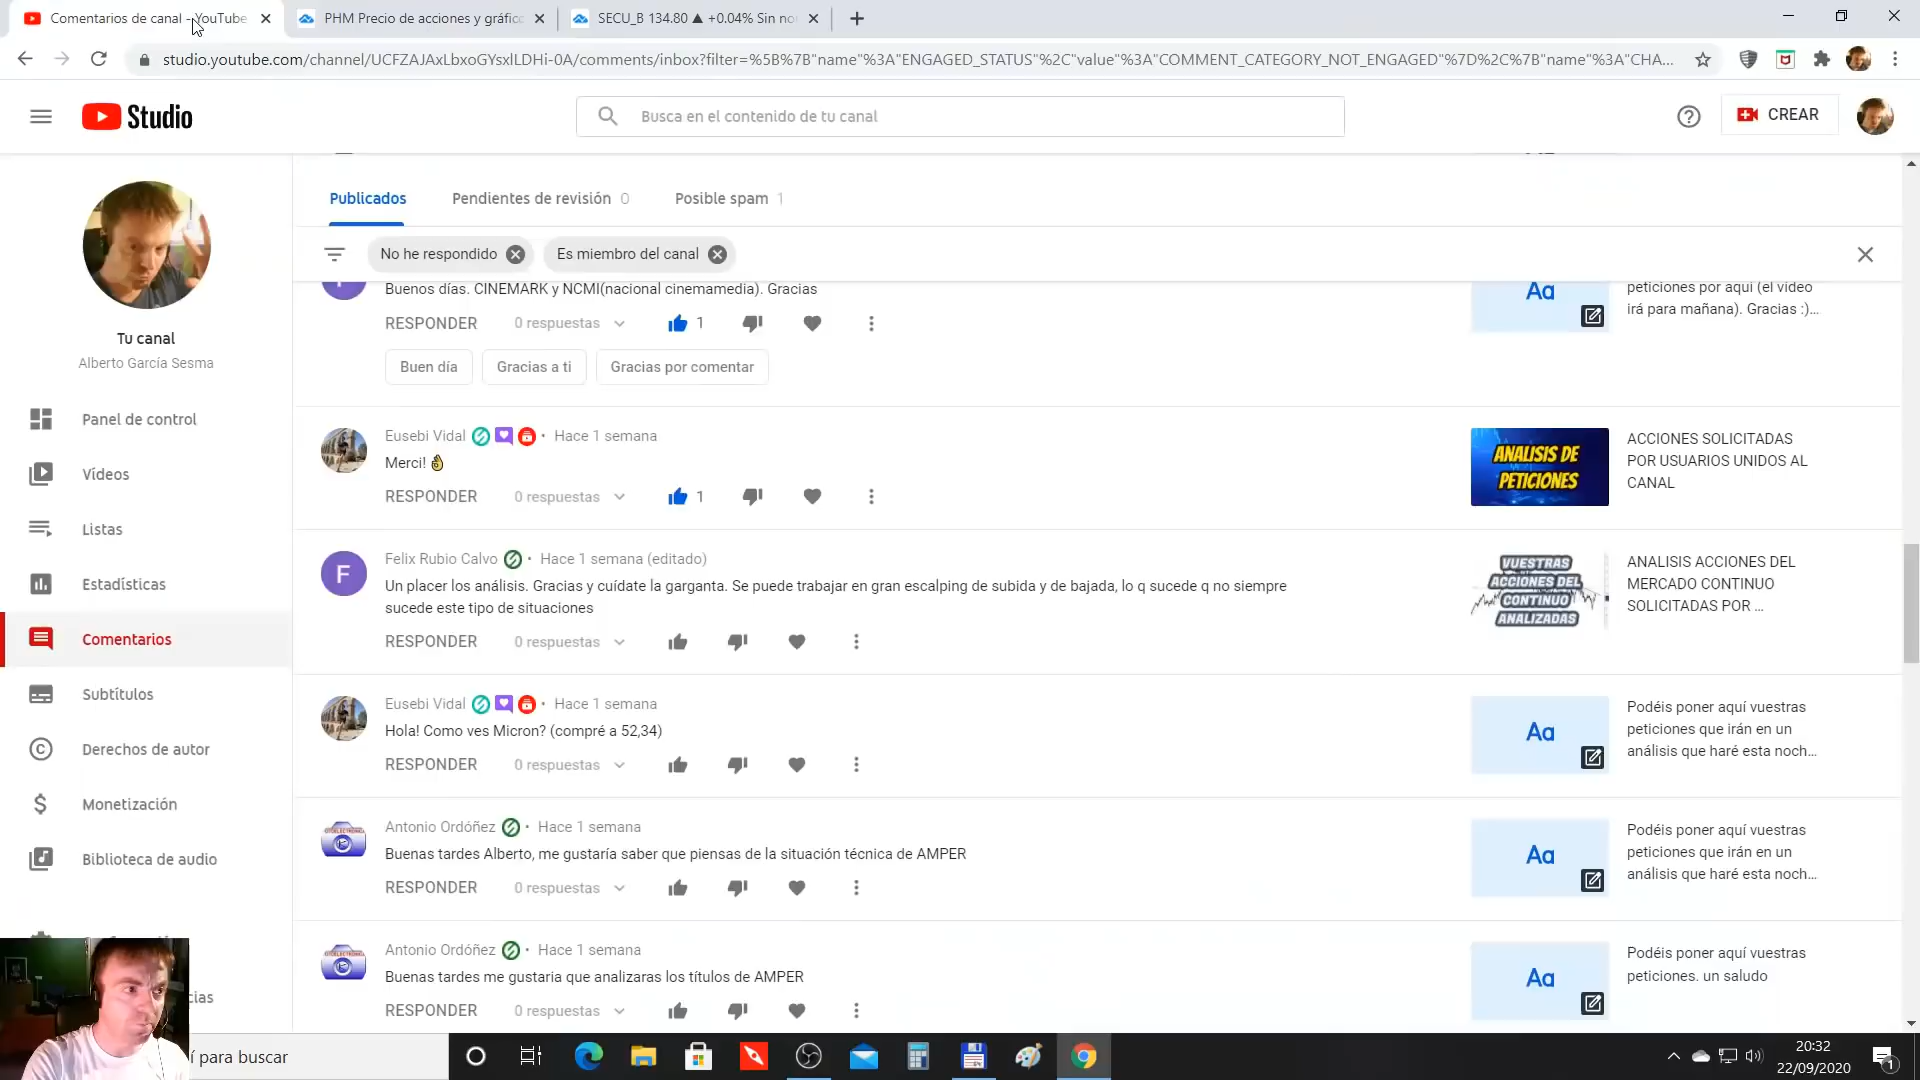 Comentarios de canal - YouTube
PHM Precio de acciones y gráfico
SECU_B 134.80 ▲ +0.04% Sin no
studio.youtube.com/channel/UCFZAJAxLbxoGYsxlLDHi-0A/comments/inbox?filter=%5B%7B"name"%3A"ENGAGED_STATUS"%2C"value"%3A"COMMENT_CATEGORY_NOT_ENGAGED"%7D%2C%7B"name"%3A"CHA...
Studio
Busca en el contenido de tu canal
CREAR
Tu canal
Alberto García Sesma
Panel de control
Vídeos
Listas
Estadísticas
Comentarios
Subtítulos
Derechos de autor
Monetización
Biblioteca de audio
Publicados
Pendientes de revisión 0
Posible spam 1
No he respondido
Es miembro del canal
Buenos días. CINEMARK y NCMI(nacional cinemamedia). Gracias
RESPONDER 0 respuestas 1
Buen día
Gracias a ti
Gracias por comentar
Aa
peticiones por aquí (el video
irá para mañana). Gracias :)...
Eusebi Vidal • Hace 1 semana
Merci! 👌
RESPONDER 0 respuestas 1
ANALISIS DE
PETICIONES
ACCIONES SOLICITADAS
POR USUARIOS UNIDOS AL
CANAL
F
Felix Rubio Calvo • Hace 1 semana (editado)
Un placer los análisis. Gracias y cuídate la garganta. Se puede trabajar en gran escalping de subida y de bajada, lo q sucede q no siempre
sucede este tipo de situaciones
RESPONDER 0 respuestas
VUESTRAS
ACCIONES DEL
CONTINUO
ANALIZADAS
ANALISIS ACCIONES DEL
MERCADO CONTINUO
SOLICITADAS POR ...
Eusebi Vidal • Hace 1 semana
Hola! Como ves Micron? (compré a 52,34)
RESPONDER 0 respuestas
Aa
Podéis poner aquí vuestras
peticiones que irán en un
análisis que haré esta noch...
Antonio Ordóñez • Hace 1 semana
Buenas tardes Alberto, me gustaría saber que piensas de la situación técnica de AMPER
RESPONDER 0 respuestas
Aa
Podéis poner aquí vuestras
peticiones que irán en un
análisis que haré esta noch...
Antonio Ordóñez • Hace 1 semana
Buenas tardes me gustaria que analizaras los títulos de AMPER
RESPONDER 0 respuestas
Aa
Podéis poner aquí vuestras
peticiones. un saludo
para buscar
20:32
22/09/2020
1